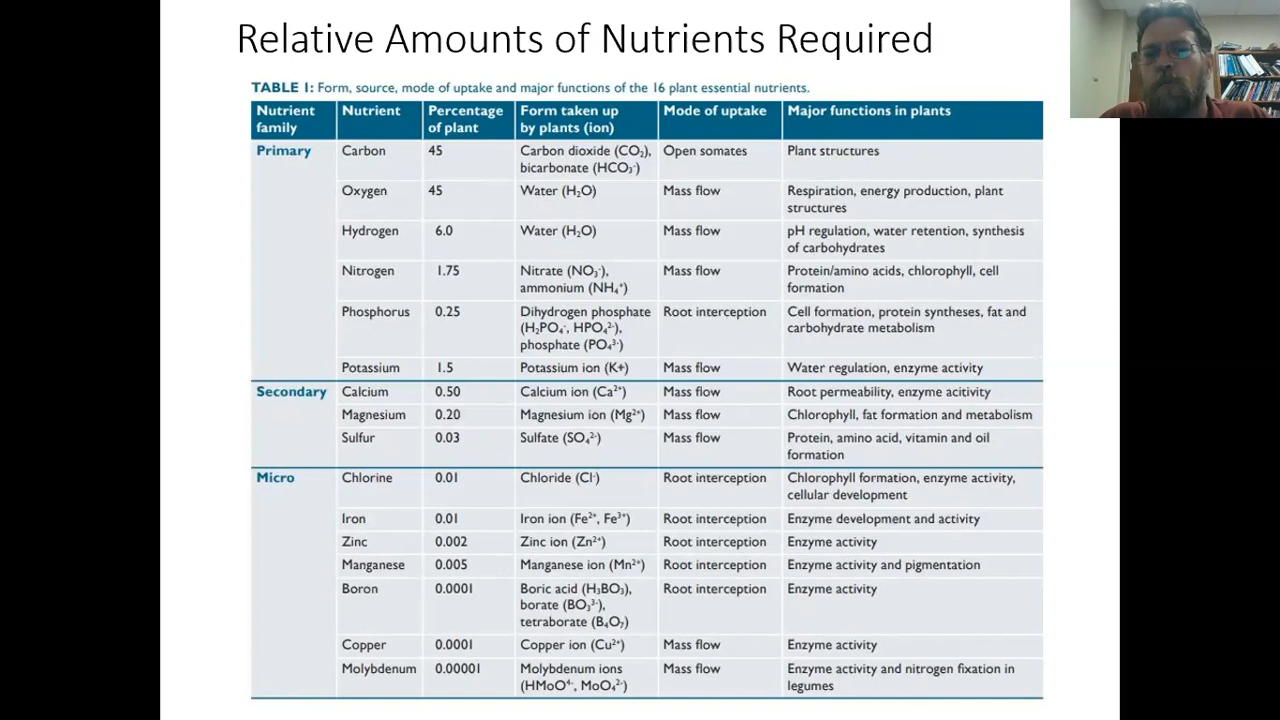 Relative Amounts of Nutrients Required
TABLE 1: Form, source, mode of uptake and major functions of the 16 plant essential nutrients.
Nutrient family | Nutrient | Percentage of plant | Form taken up by plants (ion) | Mode of uptake | Major functions in plants
Primary | Carbon | 45 | Carbon dioxide (CO₂), bicarbonate (HCO₃⁻) | Open somates | Plant structures
Oxygen | 45 | Water (H₂O) | Mass flow | Respiration, energy production, plant structures
Hydrogen | 6.0 | Water (H₂O) | Mass flow | pH regulation, water retention, synthesis of carbohydrates
Nitrogen | 1.75 | Nitrate (NO₃⁻), ammonium (NH₄⁺) | Mass flow | Protein/amino acids, chlorophyll, cell formation
Phosphorus | 0.25 | Dihydrogen phosphate (H₂PO₄⁻, HPO₄²⁻), phosphate (PO₄³⁻) | Root interception | Cell formation, protein syntheses, fat and carbohydrate metabolism
Potassium | 1.5 | Potassium ion (K+) | Mass flow | Water regulation, enzyme activity
Secondary | Calcium | 0.50 | Calcium ion (Ca²⁺) | Mass flow | Root permeability, enzyme acitivity
Magnesium | 0.20 | Magnesium ion (Mg²⁺) | Mass flow | Chlorophyll, fat formation and metabolism
Sulfur | 0.03 | Sulfate (SO₄²⁻) | Mass flow | Protein, amino acid, vitamin and oil formation
Micro | Chlorine | 0.01 | Chloride (Cl⁻) | Root interception | Chlorophyll formation, enzyme activity, cellular development
Iron | 0.01 | Iron ion (Fe²⁺, Fe³⁺) | Root interception | Enzyme development and activity
Zinc | 0.002 | Zinc ion (Zn²⁺) | Root interception | Enzyme activity
Manganese | 0.005 | Manganese ion (Mn²⁺) | Root interception | Enzyme activity and pigmentation
Boron | 0.0001 | Boric acid (H₃BO₃), borate (BO₃³⁻), tetraborate (B₄O₇) | Root interception | Enzyme activity
Copper | 0.0001 | Copper ion (Cu²⁺) | Mass flow | Enzyme activity
Molybdenum | 0.00001 | Molybdenum ions (HMoO⁴⁻, MoO₄²⁻) | Mass flow | Enzyme activity and nitrogen fixation in legumes